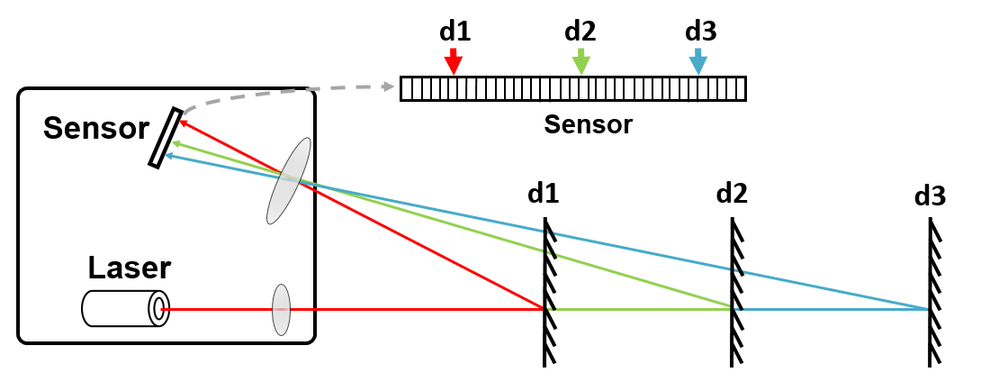 d1 d2 d3
Sensor
Sensor
d1 d2 d3
Laser